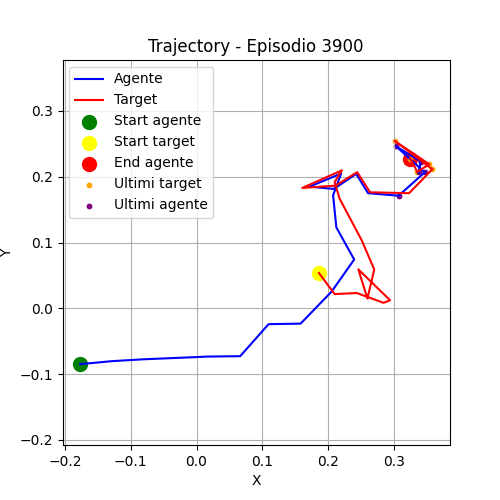 Trajectory - Episodio 3900
Agente
Target
Start agente
Start target
End agente
Ultimi target
Ultimi agente
0.3
0.2
0.1
0.0
−0.1
−0.2
Y
−0.2
−0.1
0.0
0.1
0.2
0.3
X